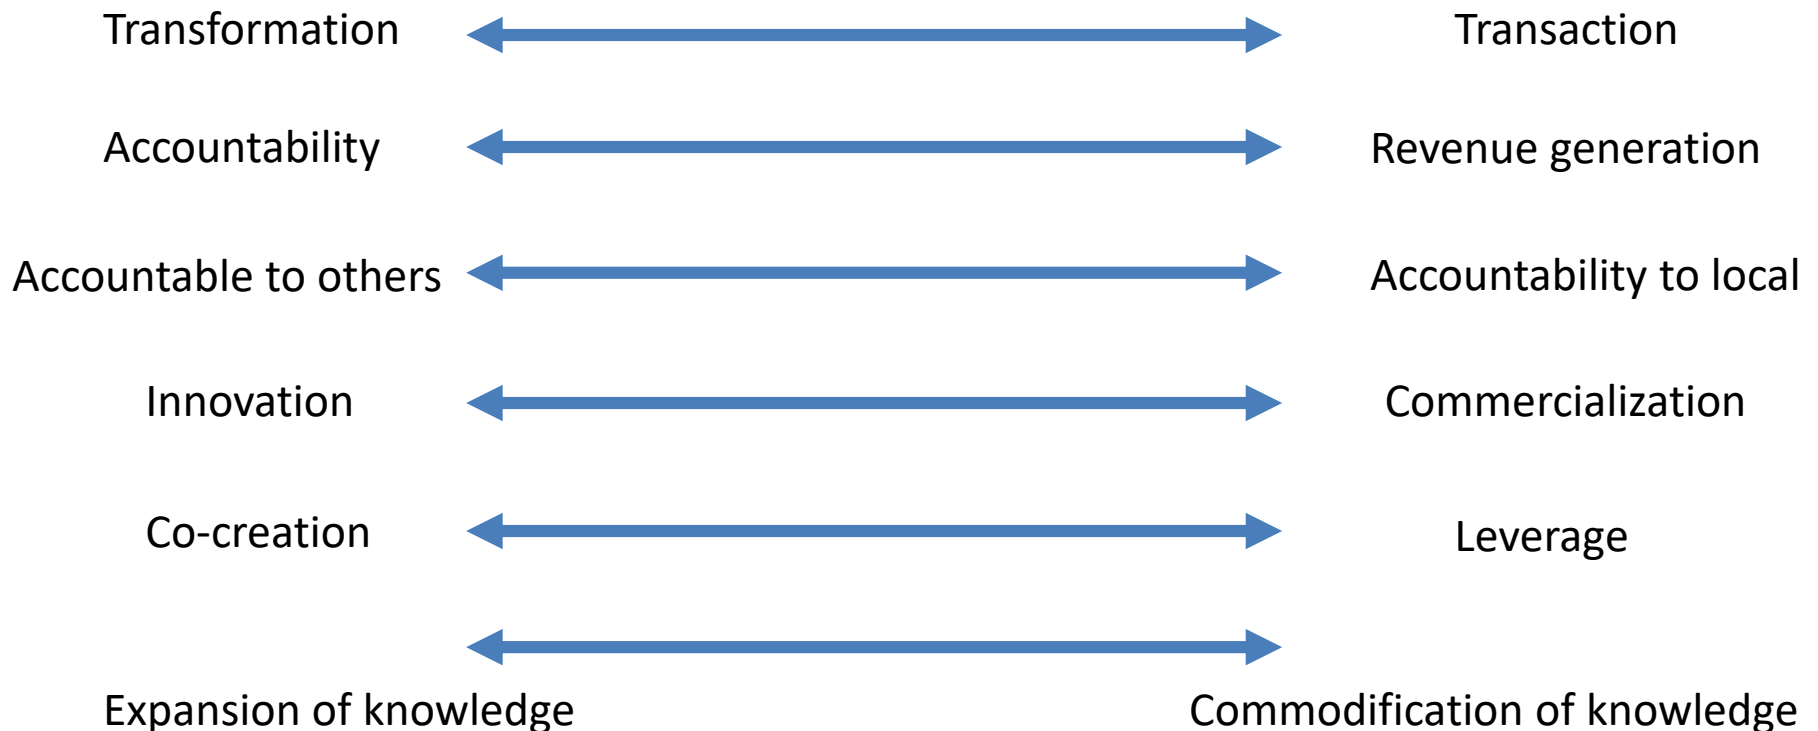 Transformation
Transaction
Accountability
Revenue generation
Accountable to others
Accountability to local
Innovation
Commercialization
Co-creation
Leverage
Expansion of knowledge
Commodification of knowledge